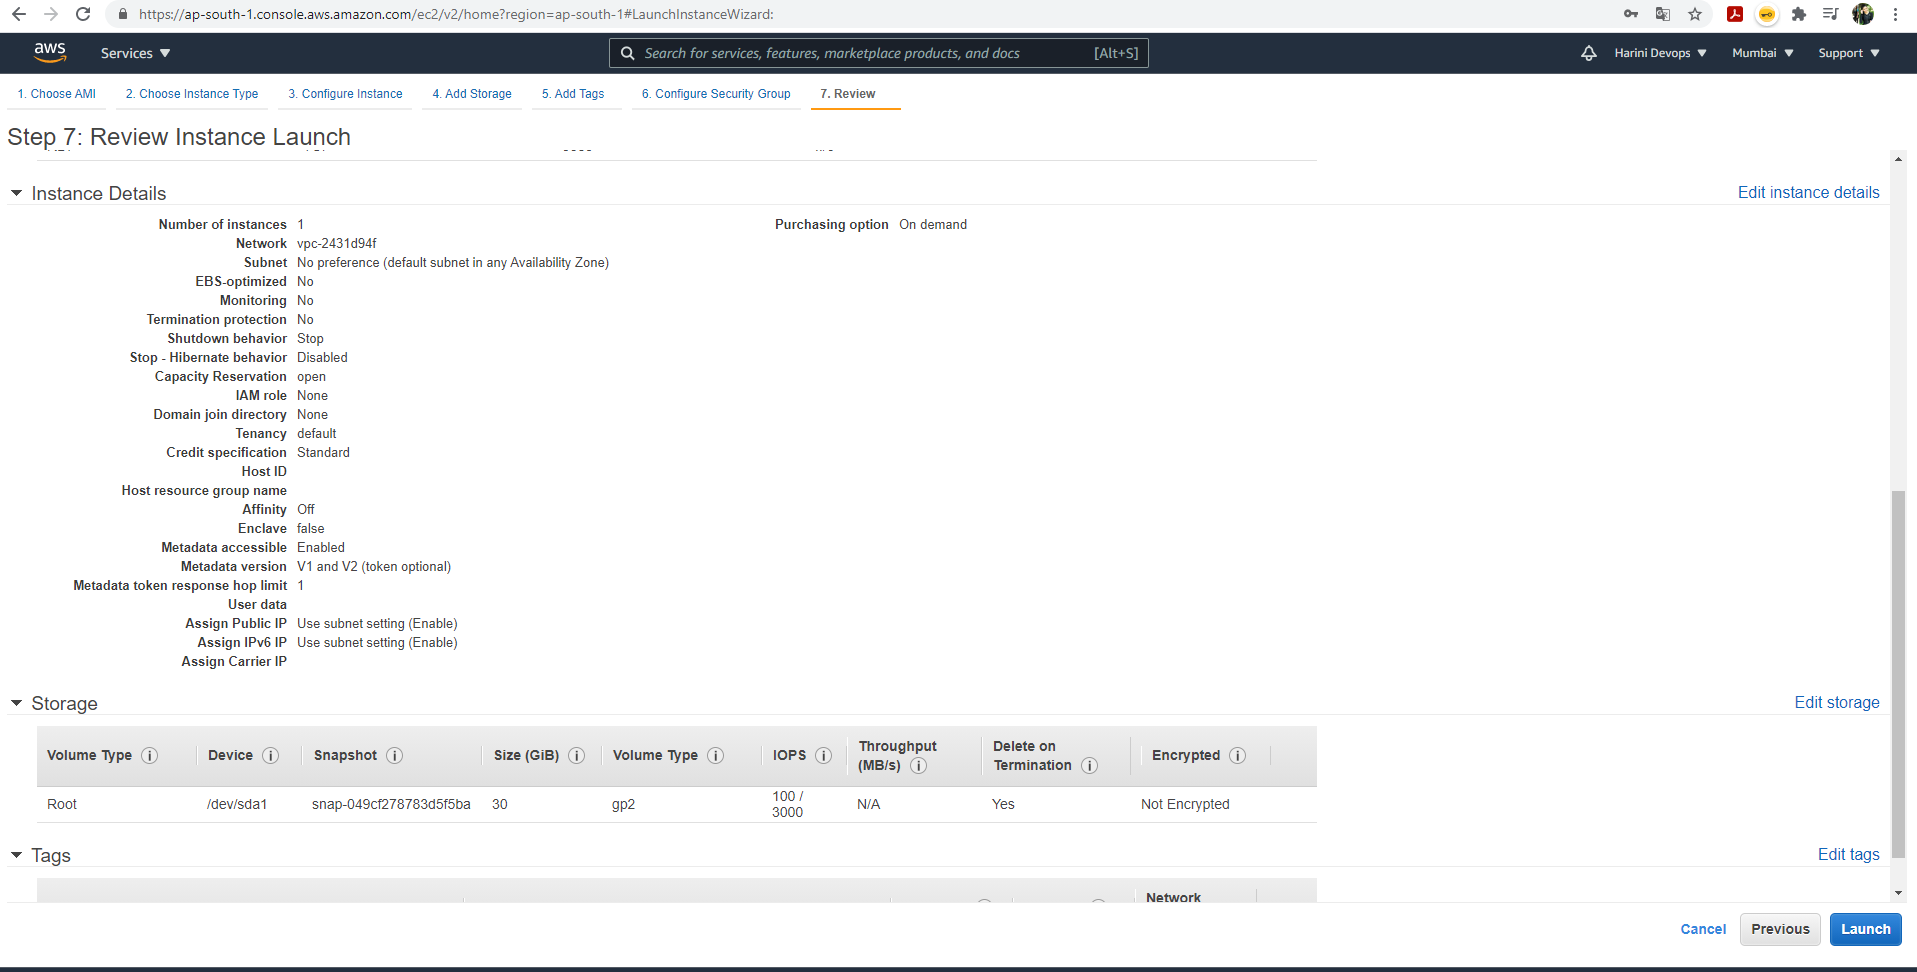 https://ap-south-1.console.aws.amazon.com/ec2/v2/home?region=ap-south-1#LaunchInstanceWizard:
aws Services Search for services, features, marketplace products, and docs [Alt+S] Harini Devops Mumbai Support
1. Choose AMI 2. Choose Instance Type 3. Configure Instance 4. Add Storage 5. Add Tags 6. Configure Security Group 7. Review
Step 7: Review Instance Launch
Instance Details Edit instance details
Number of instances 1 Purchasing option On demand
Network vpc-2431d94f
Subnet No preference (default subnet in any Availability Zone)
EBS-optimized No
Monitoring No
Termination protection No
Shutdown behavior Stop
Stop - Hibernate behavior Disabled
Capacity Reservation open
IAM role None
Domain join directory None
Tenancy default
Credit specification Standard
Host ID
Host resource group name
Affinity Off
Enclave false
Metadata accessible Enabled
Metadata version V1 and V2 (token optional)
Metadata token response hop limit 1
User data
Assign Public IP Use subnet setting (Enable)
Assign IPv6 IP Use subnet setting (Enable)
Assign Carrier IP
Storage Edit storage
Volume Type Device Snapshot Size (GiB) Volume Type IOPS Throughput (MB/s) Delete on Termination Encrypted
Root /dev/sda1 snap-049cf278783d5f5ba 30 gp2 100 / 3000 N/A Yes Not Encrypted
Tags Edit tags
Network
Cancel Previous Launch